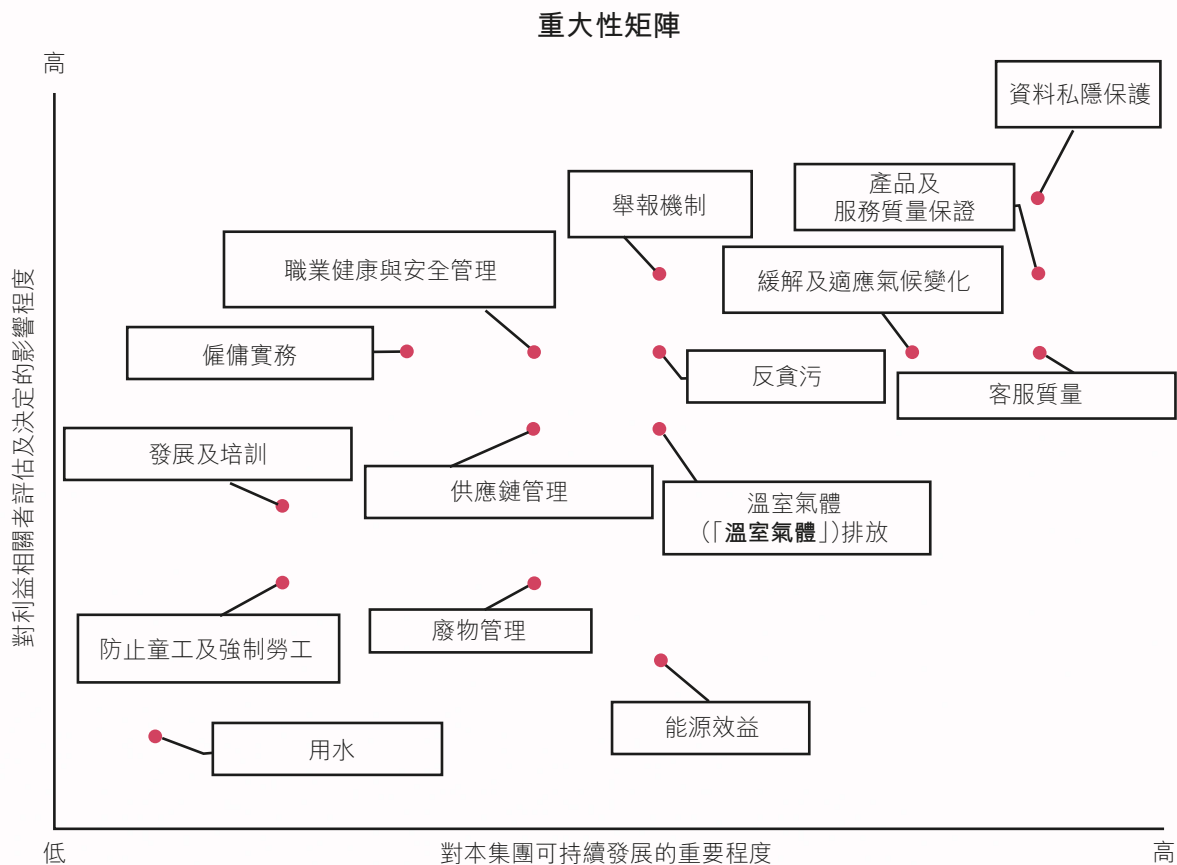 重大性矩陣
高
資料私隱保護
產品及
服務質量保證
舉報機制
職業健康與安全管理
緩解及適應氣候變化
僱傭實務
反貪污
客服質量
發展及培訓
供應鏈管理
溫室氣體
(「溫室氣體」)排放
防止童工及強制勞工
廢物管理
能源效益
用水
對利益相關者評估及決定的影響程度
低
對本集團可持續發展的重要程度
高